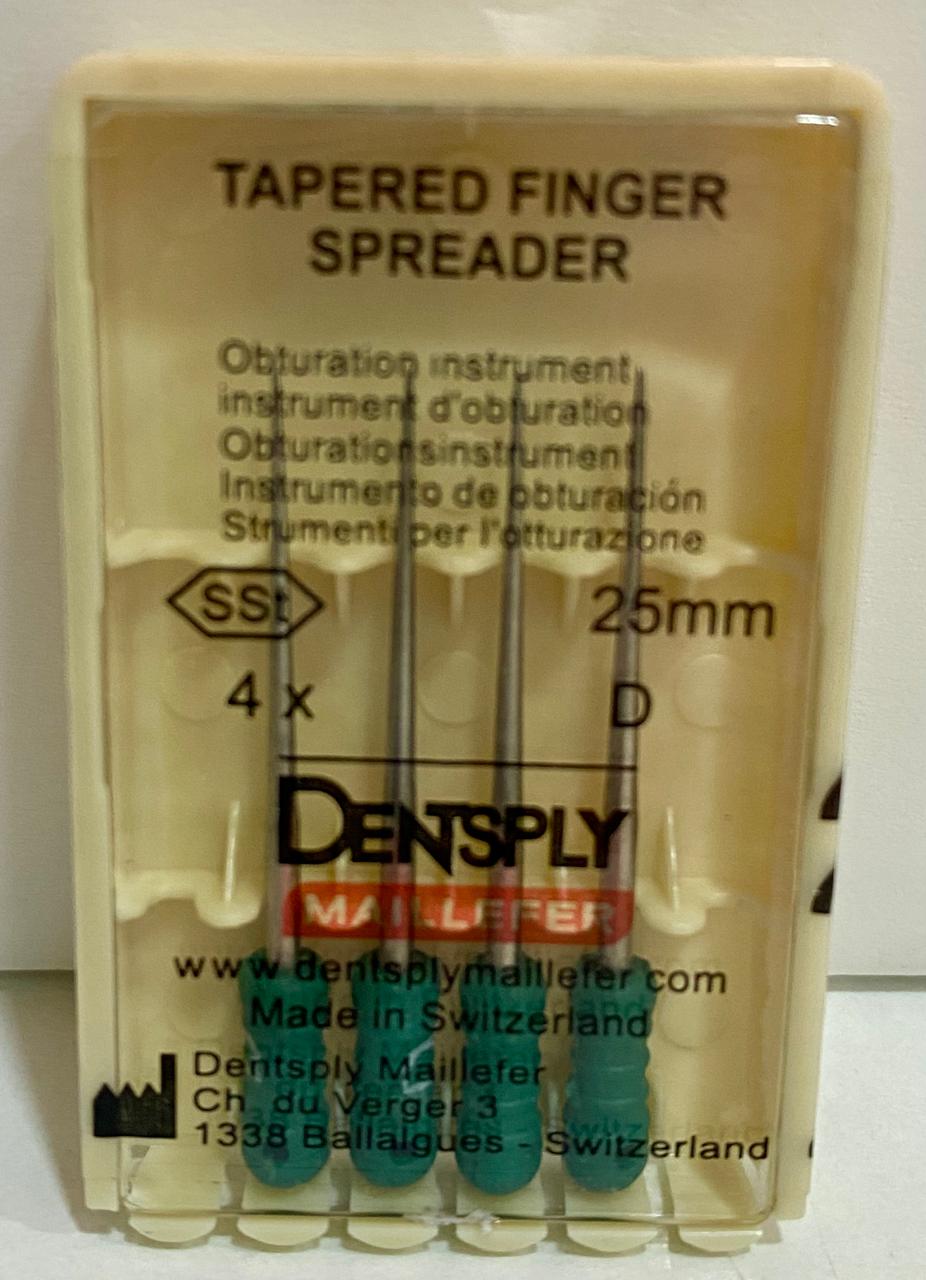 TAPERED FINGER
SPREADER
Obturation instrument
instrument d'obturation
Obturationsinstrument
Instrumento de obturación
Strumenti per l'otturazione
SSt 25mm
4 x D
DENTSPLY
MAILLEFER
www.dentsplymaillefer.com
Made in Switzerland
Dentsply Maillefer
Ch. du Verger 3
1338 Ballaigues - Switzerland